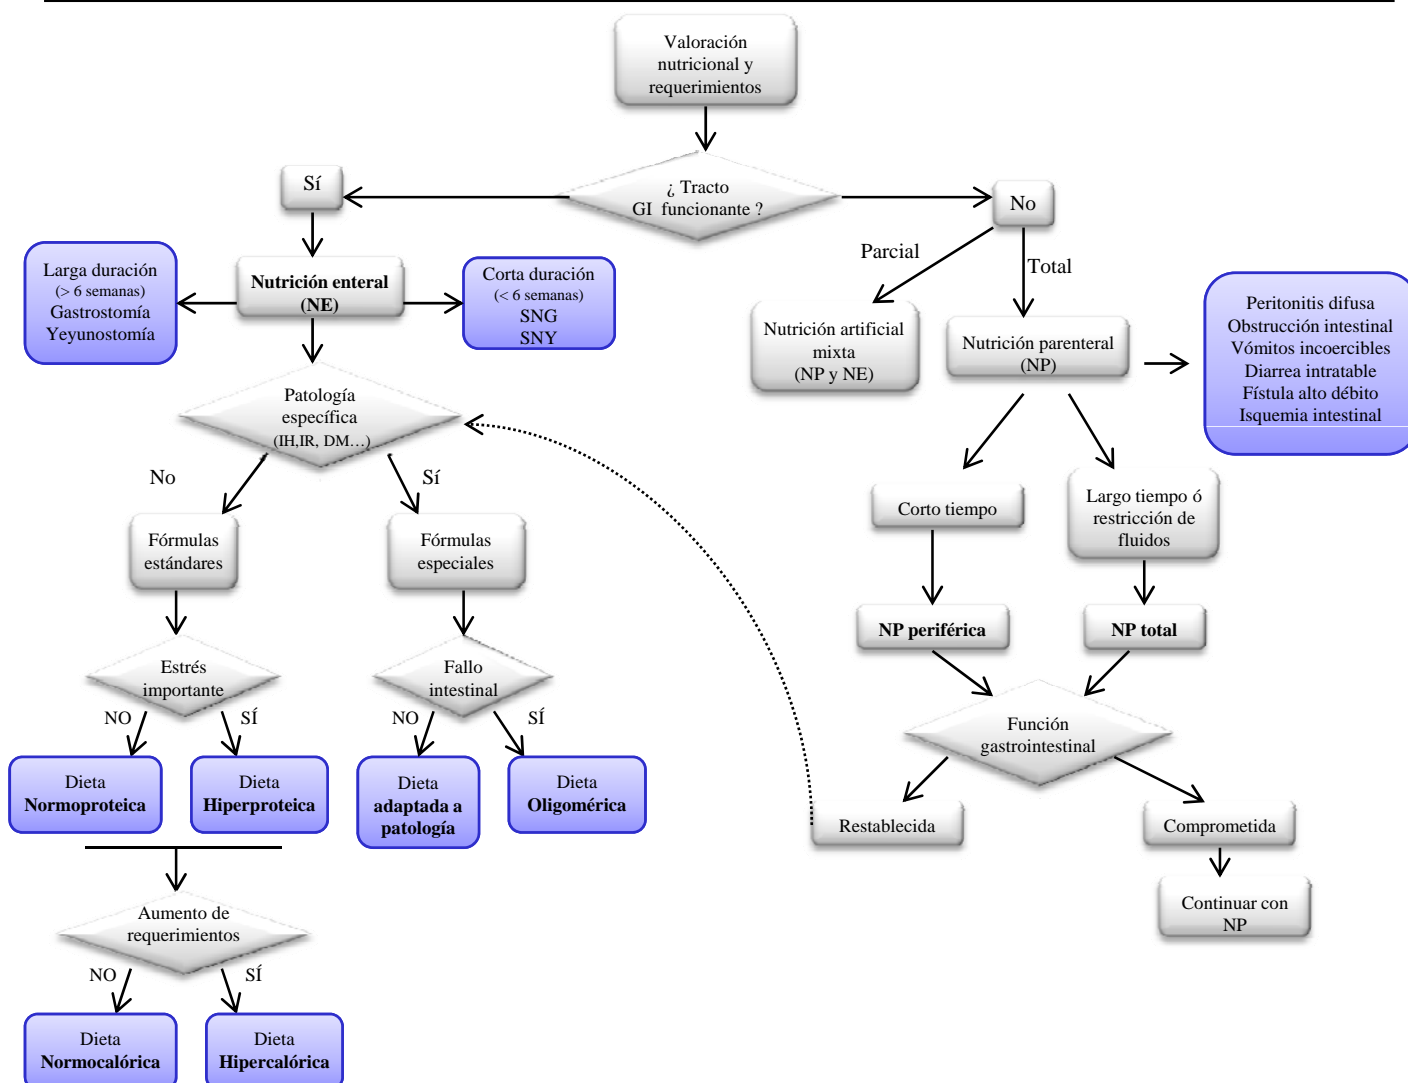 Valoración
nutricional y
requerimientos
¿ Tracto
GI funcionante ?
Sí
No
Parcial
Total
Larga duración
(> 6 semanas)
Gastrostomía
Yeyunostomía
Nutrición enteral
(NE)
Corta duración
(< 6 semanas)
SNG
SNY
Nutrición artificial
mixta
(NP y NE)
Nutrición parenteral
(NP)
Peritonitis difusa
Obstrucción intestinal
Vómitos incoercibles
Diarrea intratable
Fístula alto débito
Isquemia intestinal
Patología
específica
(IH,IR, DM…)
No
Sí
Fórmulas
estándares
Fórmulas
especiales
Corto tiempo
Largo tiempo ó
restricción de
fluidos
NP periférica
NP total
Estrés
importante
Fallo
intestinal
Función
gastrointestinal
NO
SÍ
NO
SÍ
Dieta
Normoproteica
Dieta
Hiperproteica
Dieta
adaptada a
patología
Dieta
Oligomérica
Restablecida
Comprometida
Continuar con
NP
Aumento de
requerimientos
NO
SÍ
Dieta
Normocalórica
Dieta
Hipercalórica